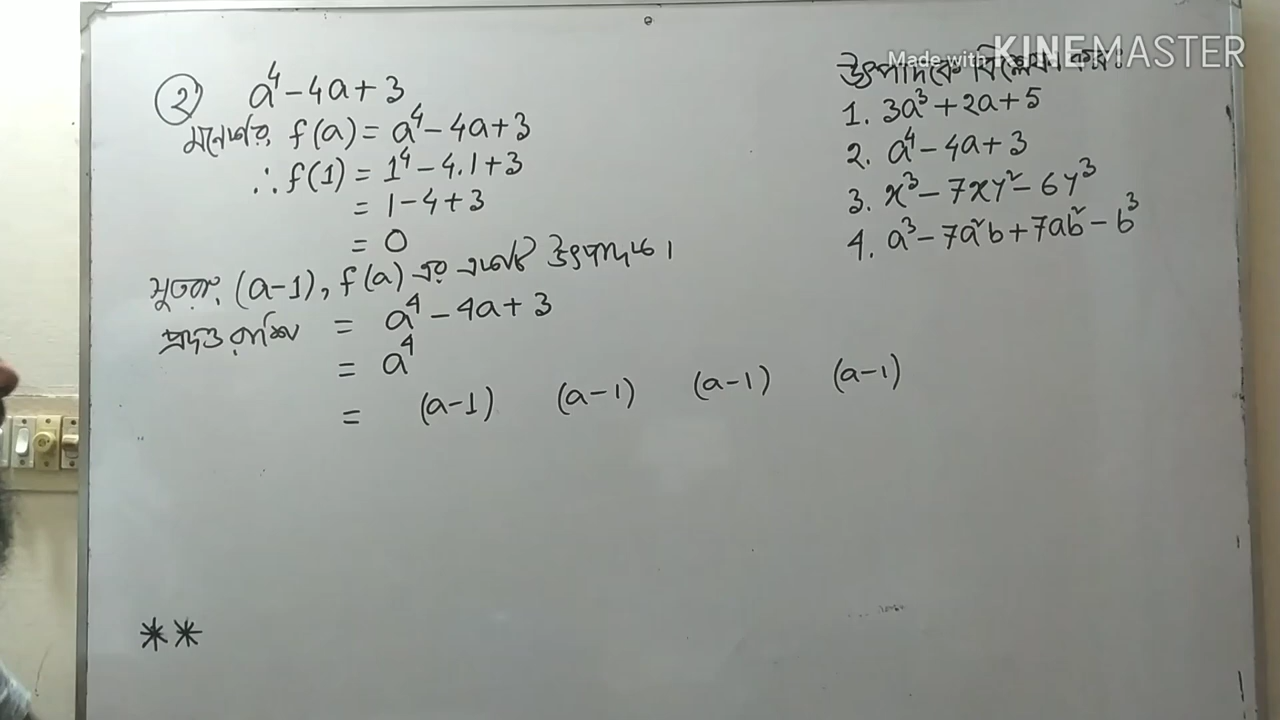 ২ a⁴ - 4a + 3
মনেকরি, f(a) = a⁴ - 4a + 3
∴ f(1) = 1⁴ - 4.1 + 3
= 1 - 4 + 3
= 0
সুতরাং, (a-1), f(a) এর একটি উৎপাদক।
প্রদত্ত রাশি = a⁴ - 4a + 3
= a⁴
= (a-1) (a-1) (a-1) (a-1)
**
Made with KINEMASTER
উৎপাদকে বিশ্লেষণ কর:
1. 3a³ + 2a + 5
2. a⁴ - 4a + 3
3. x³ - 7xy² - 6y³
4. a³ - 7a²b + 7ab² - b³